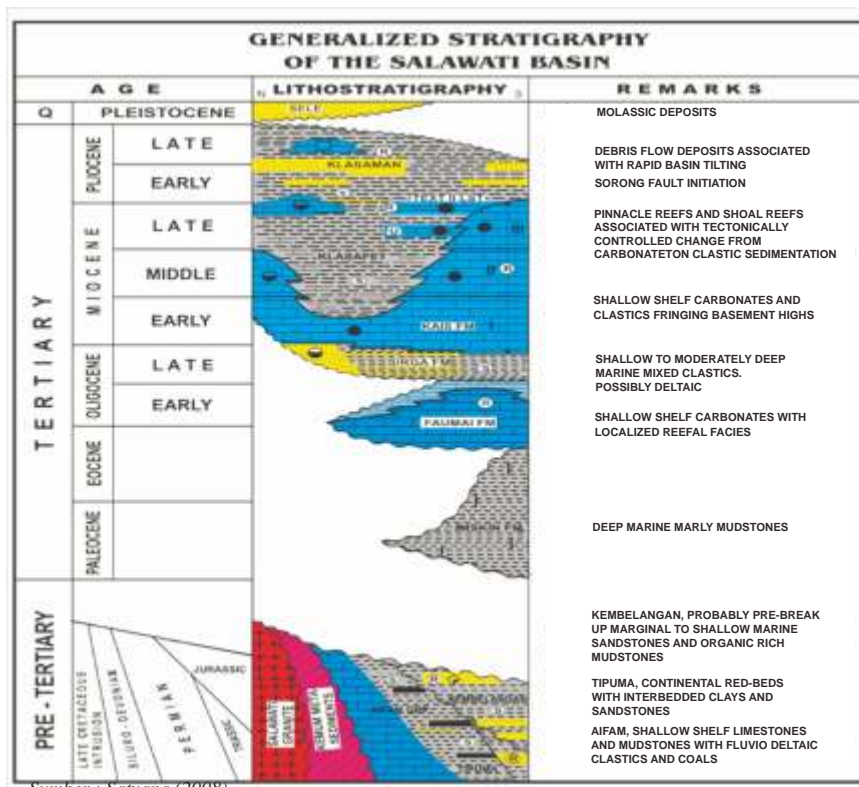 GENERALIZED STRATIGRAPHY
OF THE SALAWATI BASIN
A G E
N LITHOSTRATIGRAPHY S
R E M A R K S
Q
PLEISTOCENE
SELE
MOLASSIC DEPOSITS
TERTIARY
PLIOCENE
LATE
KLASAMAN
R
DEBRIS FLOW DEPOSITS ASSOCIATED
WITH RAPID BASIN TILTING
EARLY
SORONG FAULT INITIATION
MIOCENE
LATE
PINNACLE REEFS AND SHOAL REEFS
ASSOCIATED WITH TECTONICALLY
CONTROLLED CHANGE FROM
CARBONATETON CLASTIC SEDIMENTATION
KLASAFET
MIDDLE
R
EARLY
KAIS FM
SHALLOW SHELF CARBONATES AND
CLASTICS FRINGING BASEMENT HIGHS
OLIGOCENE
LATE
SIRGA FM
SHALLOW TO MODERATELY DEEP
MARINE MIXED CLASTICS.
POSSIBLY DELTAIC
EARLY
R
FAUMAI FM
SHALLOW SHELF CARBONATES WITH
LOCALIZED REEFAL FACIES
EOCENE
PALEOCENE
DEEP MARINE MARLY MUDSTONES
PRE - TERTIARY
LATE CRETACEOUS
INTRUSION
SILURO - DEVONIAN
PERMIAN
TRIASSIC
JURASSIC
SALAWATI
GRANITE
KEMUM META
SEDIMENTS
KEMBELANGAN, PROBABLY PRE-BREAK
UP MARGINAL TO SHALLOW MARINE
SANDSTONES AND ORGANIC RICH
MUDSTONES
TIPUMA, CONTINENTAL RED-BEDS
WITH INTERBEDDED CLAYS AND
SANDSTONES
AIFAM, SHALLOW SHELF LIMESTONES
AND MUDSTONES WITH FLUVIO DELTAIC
CLASTICS AND COALS